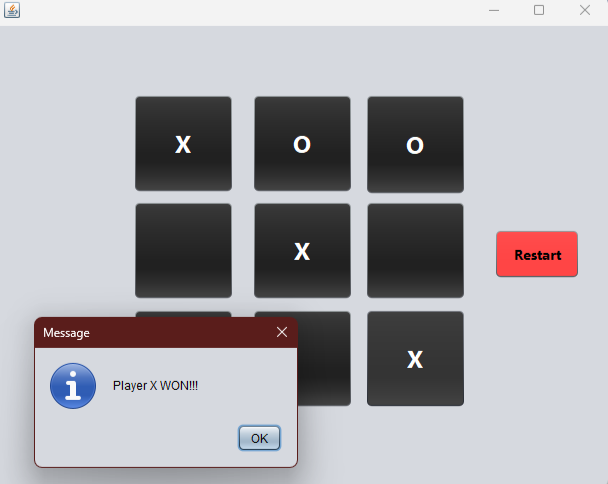 X O O
X
Restart
X
Message
Player X WON!!!
OK